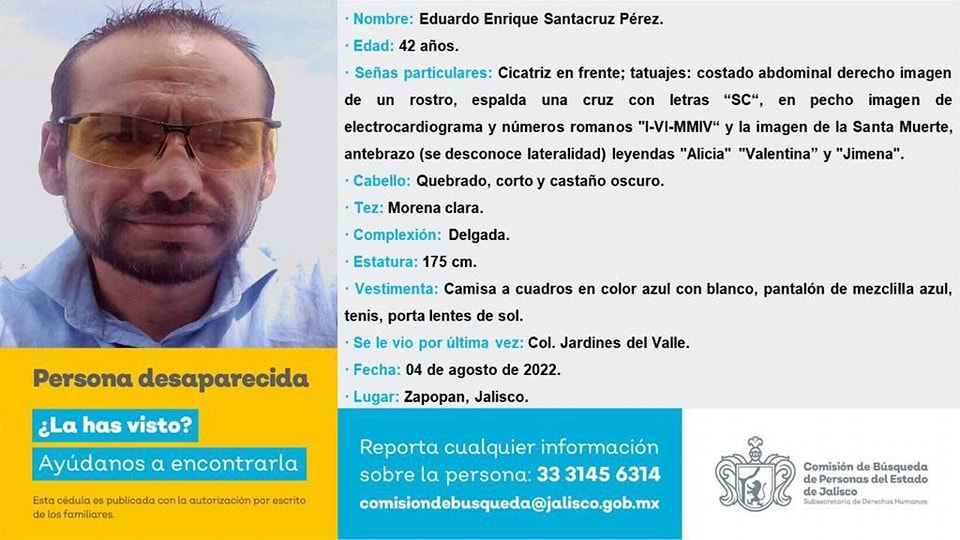 · Nombre: Eduardo Enrique Santacruz Pérez.
· Edad: 42 años.
· Señas particulares: Cicatriz en frente; tatuajes: costado abdominal derecho imagen
de un rostro, espalda una cruz con letras “SC“, en pecho imagen de
electrocardiograma y números romanos "I-VI-MMIV“ y la imagen de la Santa Muerte,
antebrazo (se desconoce lateralidad) leyendas "Alicia" "Valentina” y "Jimena".
· Cabello: Quebrado, corto y castaño oscuro.
· Tez: Morena clara.
· Complexión: Delgada.
· Estatura: 175 cm.
· Vestimenta: Camisa a cuadros en color azul con blanco, pantalón de mezclilla azul,
tenis, porta lentes de sol.
· Se le vio por última vez: Col. Jardines del Valle.
· Fecha: 04 de agosto de 2022.
· Lugar: Zapopan, Jalisco.
Persona desaparecida
¿La has visto?
Ayúdanos a encontrarla
Esta cédula es publicada con la autorización por escrito
de los familiares.
Reporta cualquier información
sobre la persona: 33 3145 6314
comisiondebusqueda@jalisco.gob.mx
Comisión de Búsqueda
de Personas del Estado
de Jalisco
Subsecretaría de Derechos Humanos